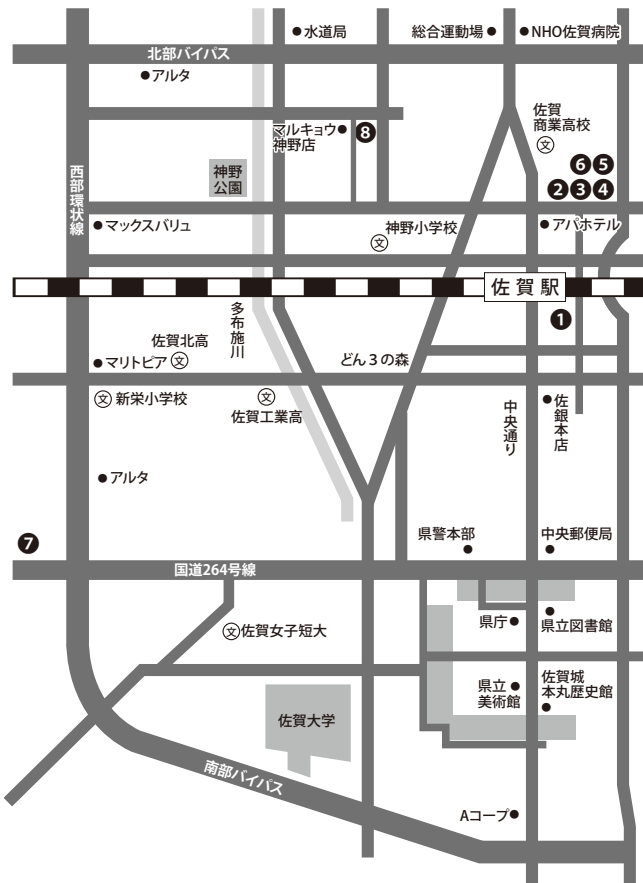 水道局
総合運動場
NHO佐賀病院
北部バイパス
アルタ
佐賀
商業高校
文
マルキョウ
神野店
8
6 5
2 3 4
神野
公園
西部環状線
マックスバリュ
神野小学校
文
アパホテル
佐賀駅
1
多布施川
佐賀北高
マリトピア
文
どん3の森
文
新栄小学校
文
佐賀工業高
中央通り
佐銀本店
アルタ
7
県警本部
中央郵便局
国道264号線
文
佐賀女子短大
県庁
県立図書館
県立
美術館
佐賀城
本丸歴史館
佐賀大学
南部バイパス
Aコープ